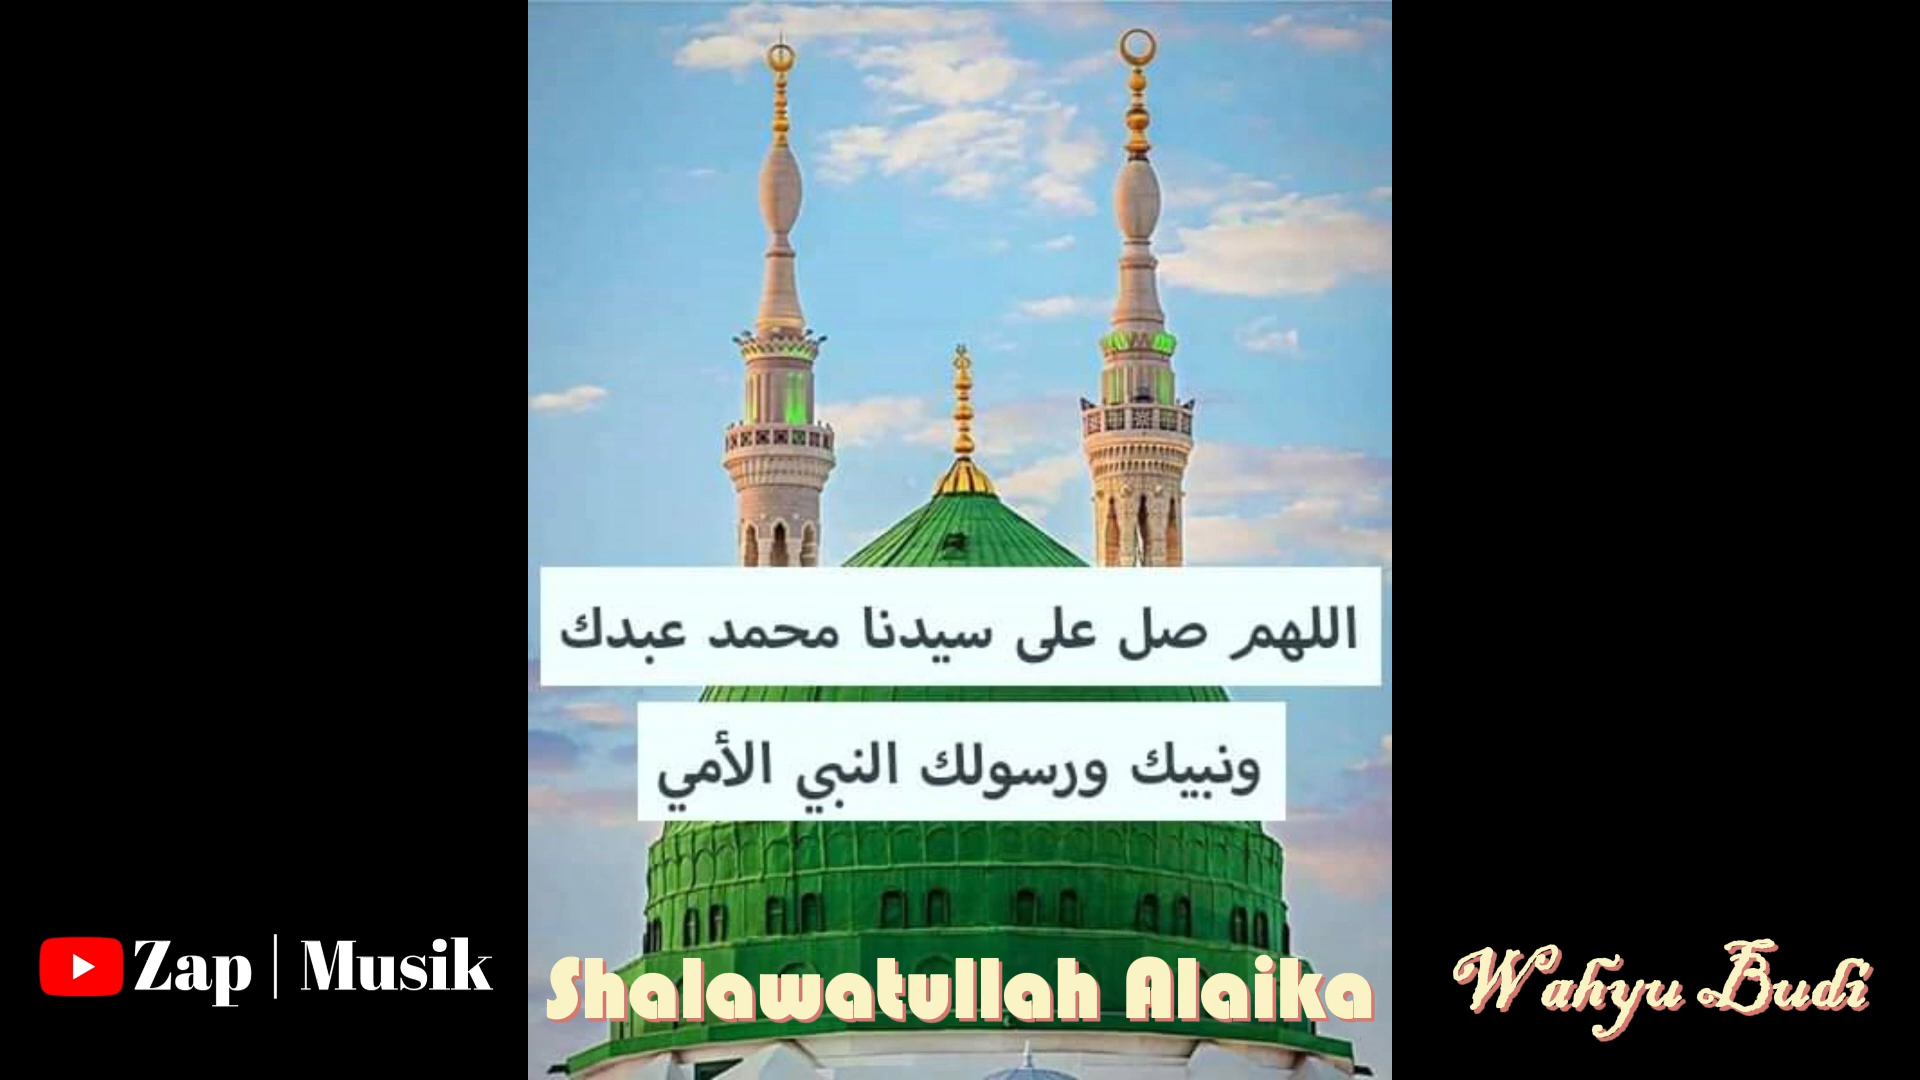 اللهم صل على سيدنا محمد عبدك
ونبيك ورسولك النبي الأمي
Zap | Musik
Shalawatullah Alaika
Wahyu Budi